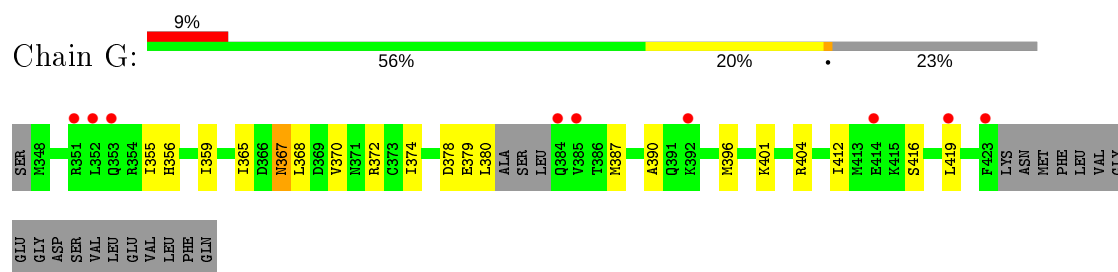 9%
Chain G:
56% 20% • 23%
SER M348 R351 L352 Q353 R354 I355 H356 I359 I365 D366 N367 L368 D369 V370 N371 R372 C373 I374 D378 E379 L380 ALA SER LEU Q384 V385 T386 M387 A390 Q391 K392 M396 K401 R404 I412 M413 E414 K415 S416 L419 F423 LYS ASN MET PHE LEU VAL GLY
GLU GLY ASP SER VAL LEU GLU VAL LEU PHE GLN